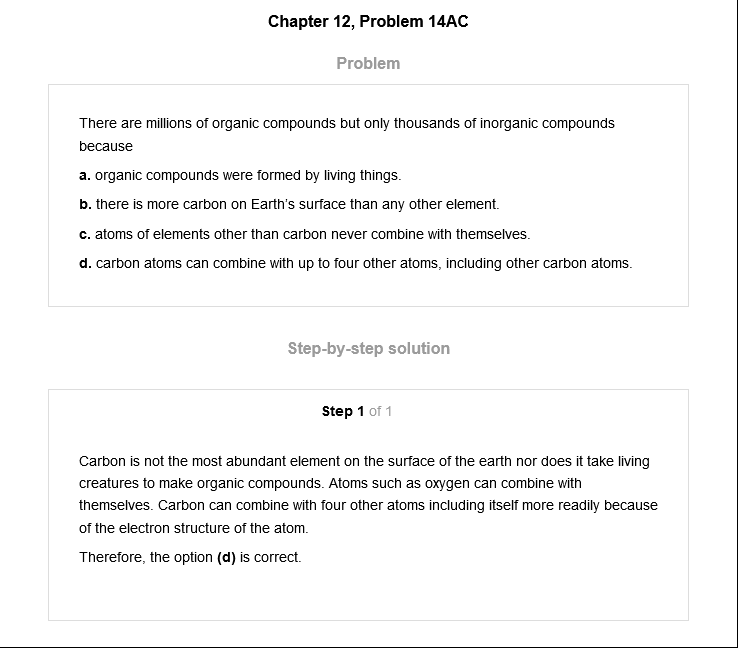 Chapter 12, Problem 14AC
Problem
There are millions of organic compounds but only thousands of inorganic compounds
because
a. organic compounds were formed by living things.
b. there is more carbon on Earth's surface than any other element.
c. atoms of elements other than carbon never combine with themselves.
d. carbon atoms can combine with up to four other atoms, including other carbon atoms.
Step-by-step solution
Step 1 of 1
Carbon is not the most abundant element on the surface of the earth nor does it take living
creatures to make organic compounds. Atoms such as oxygen can combine with
themselves. Carbon can combine with four other atoms including itself more readily because
of the electron structure of the atom.
Therefore, the option (d) is correct.